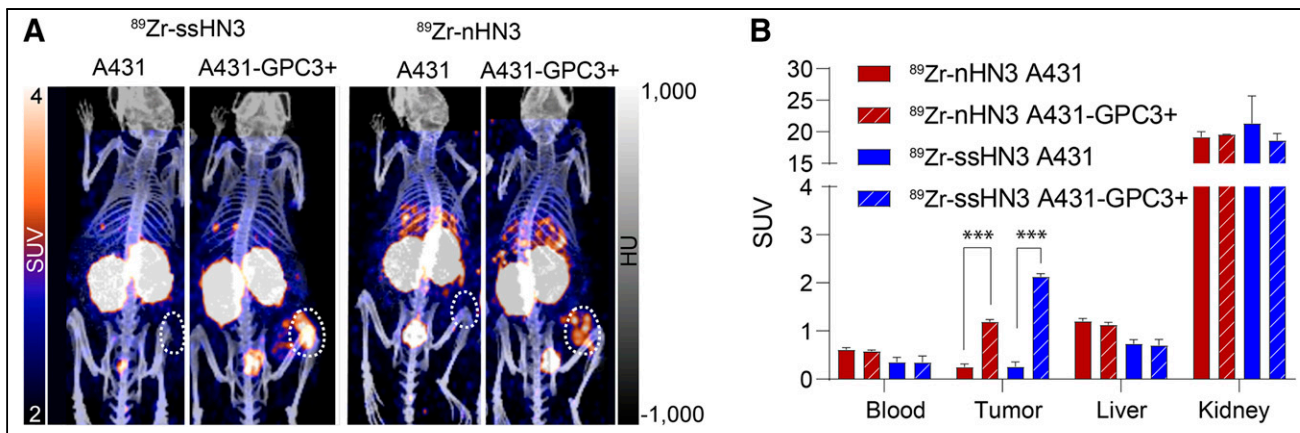 A
⁸⁹Zr-ssHN3
⁸⁹Zr-nHN3
A431
A431-GPC3+
A431
A431-GPC3+
4
SUV
2
1,000
HU
-1,000
B
30
25
20
15
4
3
2
1
0
SUV
⁸⁹Zr-nHN3 A431
⁸⁹Zr-nHN3 A431-GPC3+
⁸⁹Zr-ssHN3 A431
⁸⁹Zr-ssHN3 A431-GPC3+
*** ***
Blood Tumor Liver Kidney